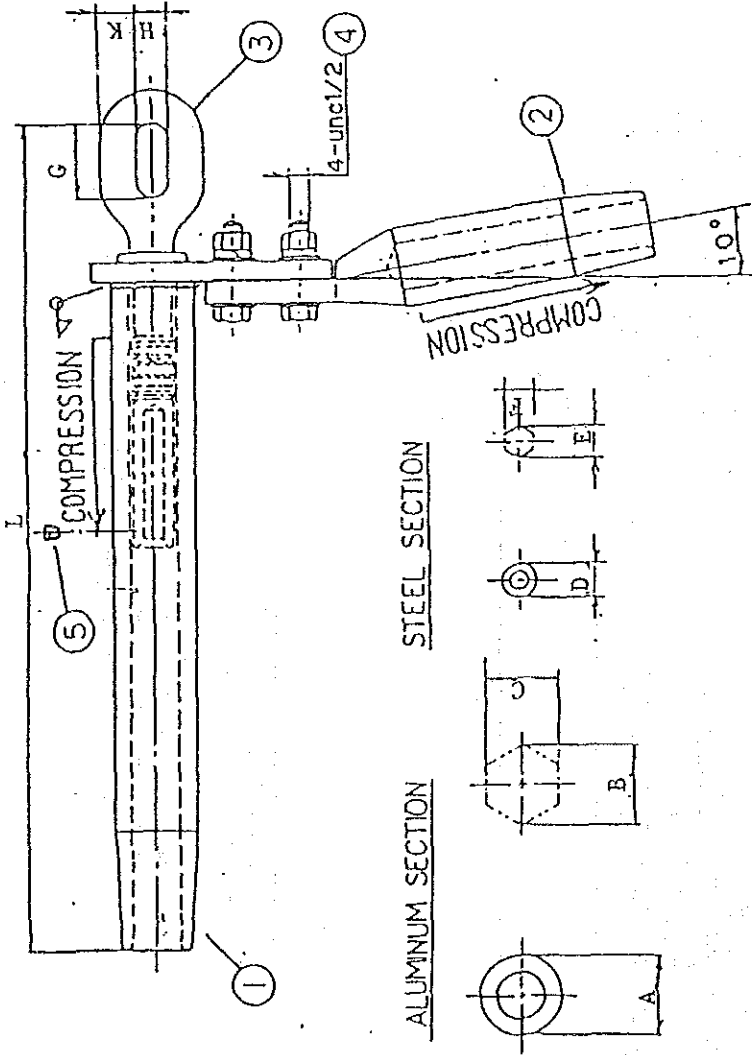 L
5
COMPRESSION
G
K
H
3
4-unc1/2
4
1
COMPRESSION
2
10°
ALUMINUM SECTION
STEEL SECTION
A
B
C
D
E
F